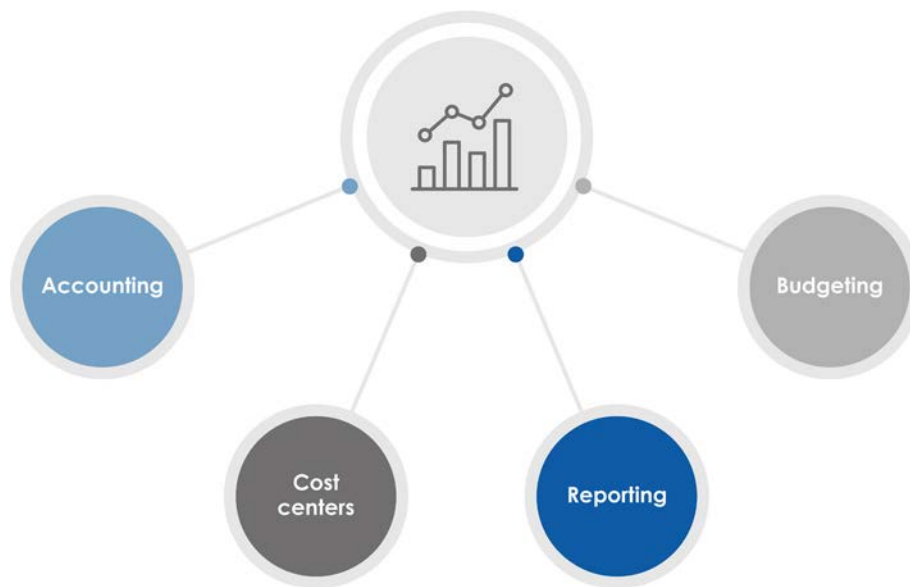 Accounting
Budgeting
Cost
centers
Reporting